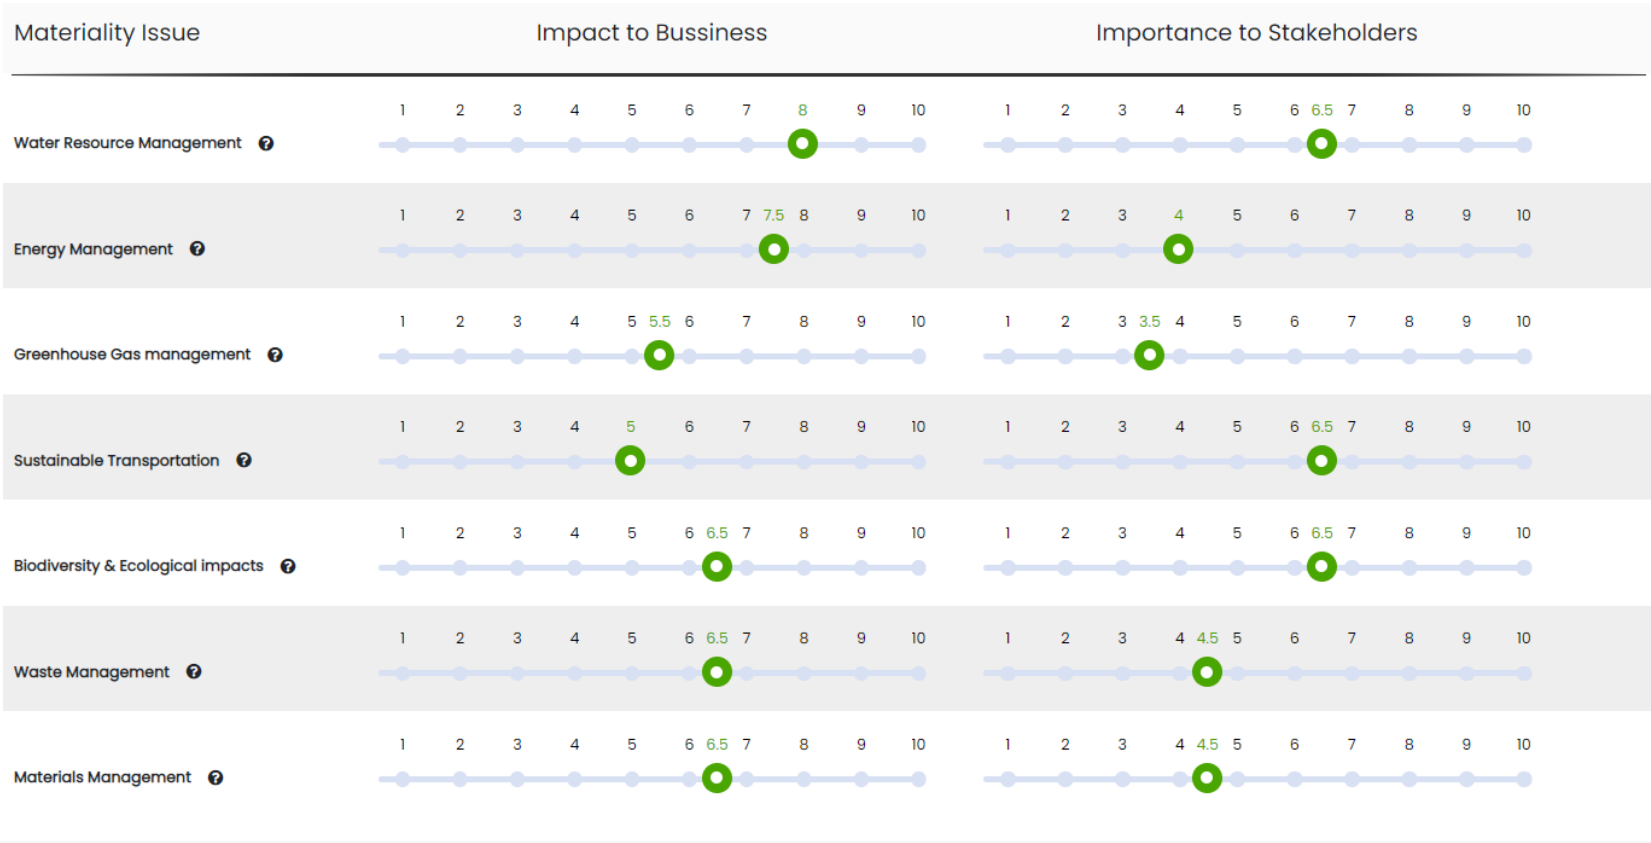 Materiality Issue Impact to Bussiness Importance to Stakeholders
1 2 3 4 5 6 7 8 9 10 1 2 3 4 5 6 6.5 7 8 9 10
Water Resource Management ?
1 2 3 4 5 6 7 7.5 8 9 10 1 2 3 4 5 6 7 8 9 10
Energy Management ?
1 2 3 4 5 5.5 6 7 8 9 10 1 2 3 3.5 4 5 6 7 8 9 10
Greenhouse Gas management ?
1 2 3 4 5 6 7 8 9 10 1 2 3 4 5 6 6.5 7 8 9 10
Sustainable Transportation ?
1 2 3 4 5 6 6.5 7 8 9 10 1 2 3 4 5 6 6.5 7 8 9 10
Biodiversity & Ecological impacts ?
1 2 3 4 5 6 6.5 7 8 9 10 1 2 3 4 4.5 5 6 7 8 9 10
Waste Management ?
1 2 3 4 5 6 6.5 7 8 9 10 1 2 3 4 4.5 5 6 7 8 9 10
Materials Management ?